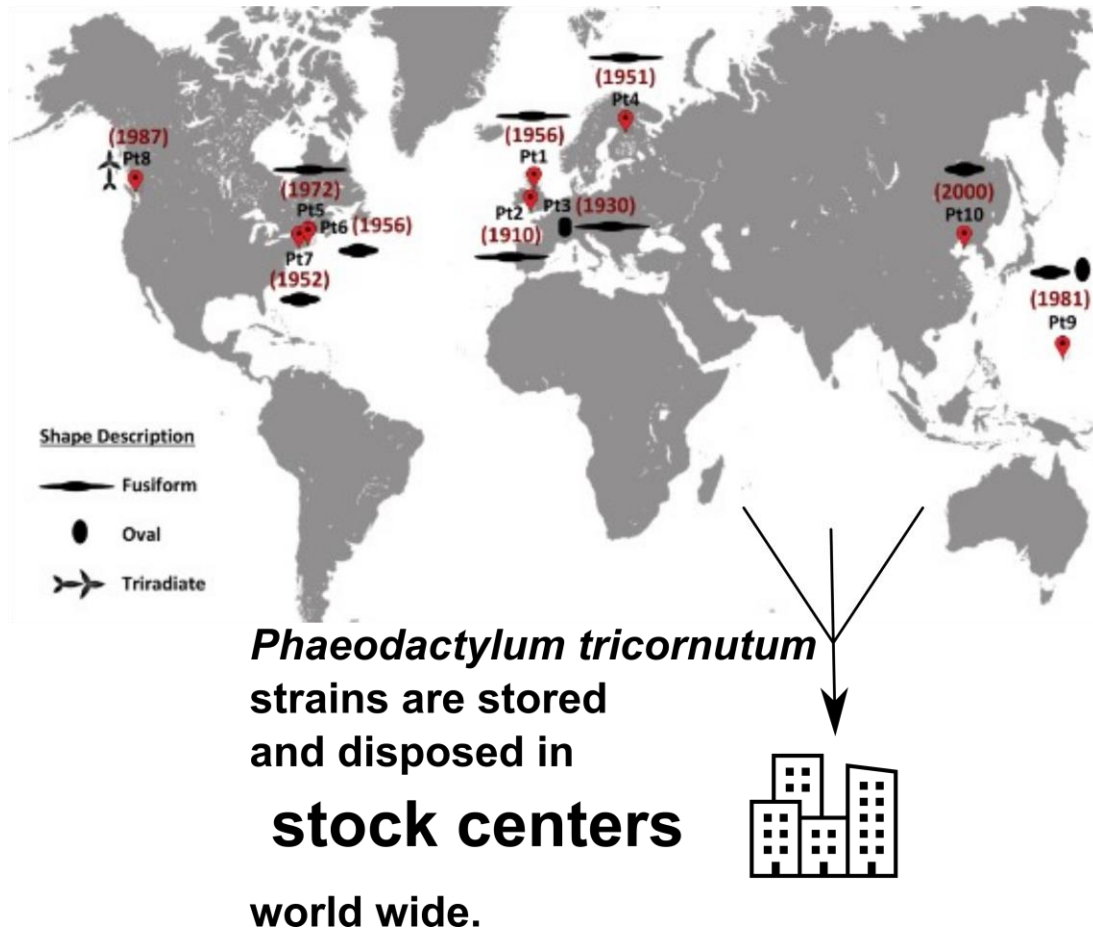 (1951)
Pt4
(1987)
Pt8
(1956)
Pt1
(1972)
Pt5
Pt6 (1956)
Pt7
(1952)
Pt2 Pt3 (1930)
(1910)
(2000)
Pt10
(1981)
Pt9
Shape Description
Fusiform
Oval
Triradiate
Phaeodactylum tricornutum
strains are stored
and disposed in
stock centers
world wide.